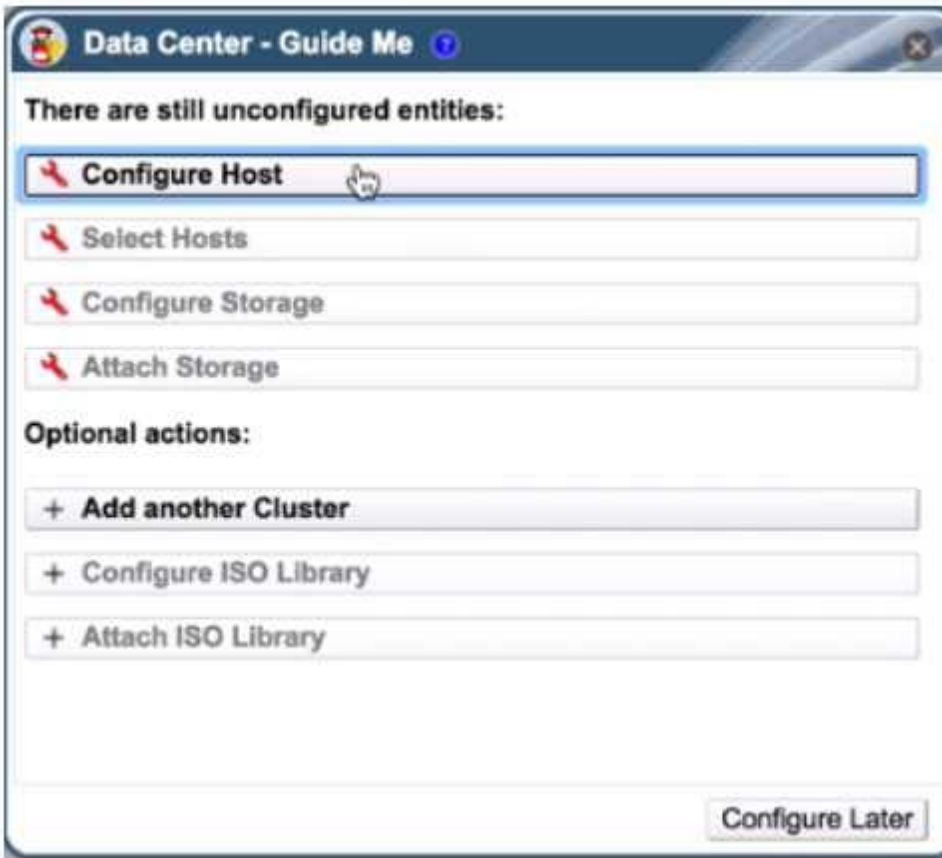 Data Center - Guide Me ?
There are still unconfigured entities:
Configure Host
Select Hosts
Configure Storage
Attach Storage
Optional actions:
+ Add another Cluster
+ Configure ISO Library
+ Attach ISO Library
Configure Later